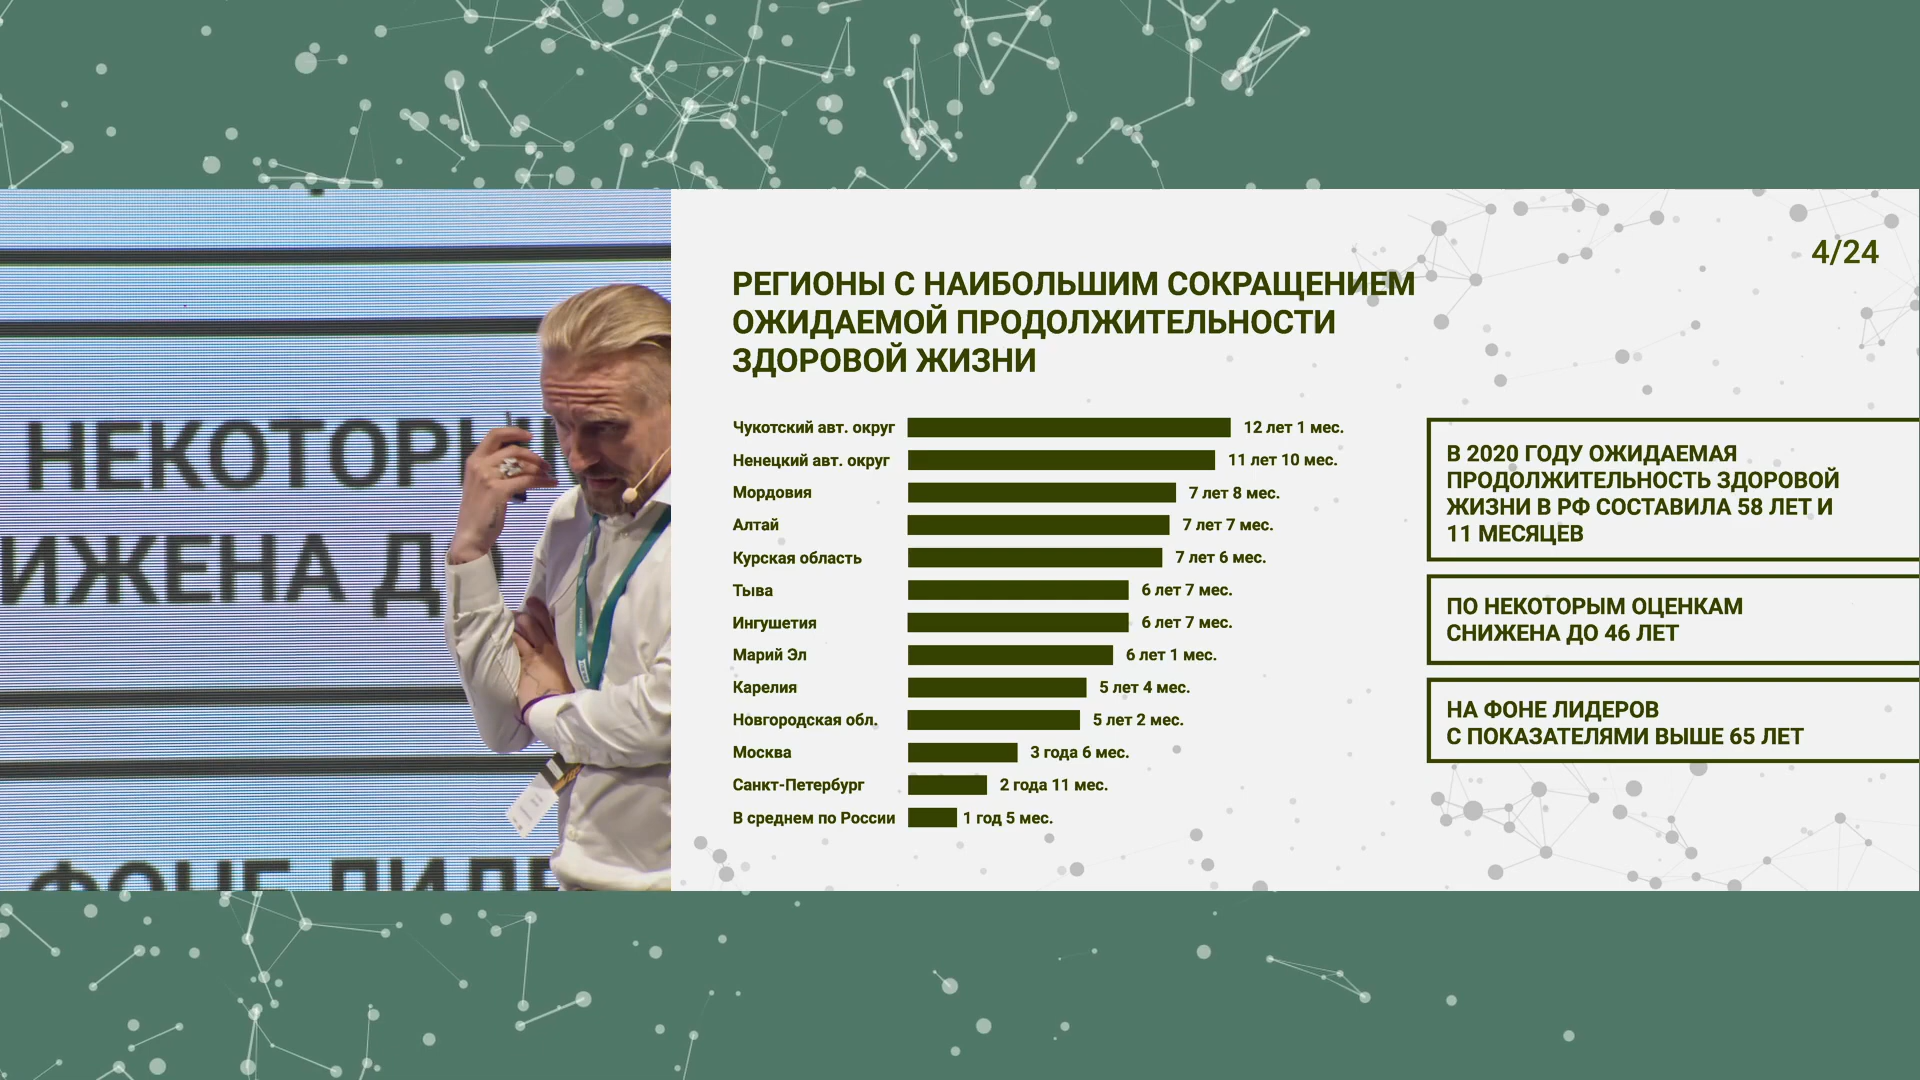 НЕКОТОРЫМ
ИЖЕНА ДО
ФОНЕ ЛИДЕ
4/24
РЕГИОНЫ С НАИБОЛЬШИМ СОКРАЩЕНИЕМ
ОЖИДАЕМОЙ ПРОДОЛЖИТЕЛЬНОСТИ
ЗДОРОВОЙ ЖИЗНИ
Чукотский авт. округ 12 лет 1 мес.
Ненецкий авт. округ 11 лет 10 мес.
Мордовия 7 лет 8 мес.
Алтай 7 лет 7 мес.
Курская область 7 лет 6 мес.
Тыва 6 лет 7 мес.
Ингушетия 6 лет 7 мес.
Марий Эл 6 лет 1 мес.
Карелия 5 лет 4 мес.
Новгородская обл. 5 лет 2 мес.
Москва 3 года 6 мес.
Санкт-Петербург 2 года 11 мес.
В среднем по России 1 год 5 мес.
В 2020 ГОДУ ОЖИДАЕМАЯ
ПРОДОЛЖИТЕЛЬНОСТЬ ЗДОРОВОЙ
ЖИЗНИ В РФ СОСТАВИЛА 58 ЛЕТ И
11 МЕСЯЦЕВ
ПО НЕКОТОРЫМ ОЦЕНКАМ
СНИЖЕНА ДО 46 ЛЕТ
НА ФОНЕ ЛИДЕРОВ
С ПОКАЗАТЕЛЯМИ ВЫШЕ 65 ЛЕТ